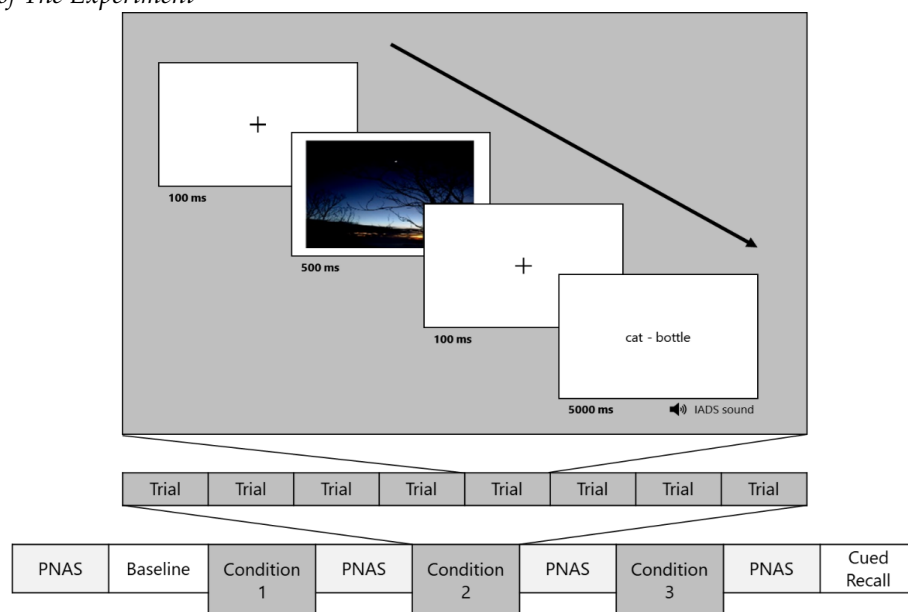 of The Experiment
100 ms
500 ms
100 ms
cat - bottle
5000 ms IADS sound
Trial Trial Trial Trial Trial Trial Trial Trial
PNAS Baseline Condition 1 PNAS Condition 2 PNAS Condition 3 PNAS Cued Recall